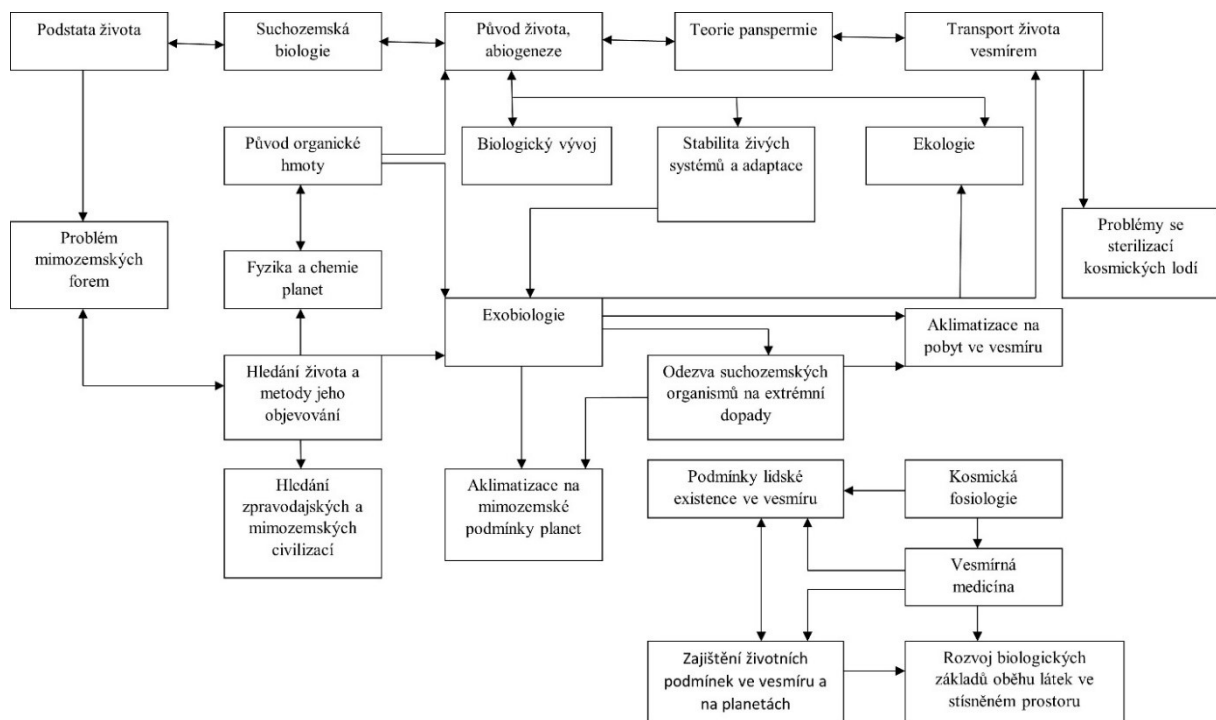 Podstata života
Suchozemská
biologie
Původ života,
abiogeneze
Teorie panspermie
Transport života
vesmírem
Původ organické
hmoty
Biologický vývoj
Stabilita živých
systémů a adaptace
Ekologie
Problém
mimozemských
forem
Fyzika a chemie
planet
Problémy se
sterilizací
kosmických lodí
Exobiologie
Aklimatizace na
pobyt ve vesmíru
Hledání života a
metody jeho
objevování
Odezva suchozemských
organismů na extrémní
dopady
Hledání
zpravodajských a
mimozemských
civilizací
Aklimatizace na
mimozemské
podmínky planet
Podmínky lidské
existence ve vesmíru
Kosmická
fosiologie
Vesmírná
medicína
Zajištění životních
podmínek ve vesmíru a
na planetách
Rozvoj biologických
základů oběhu látek ve
stísněném prostoru